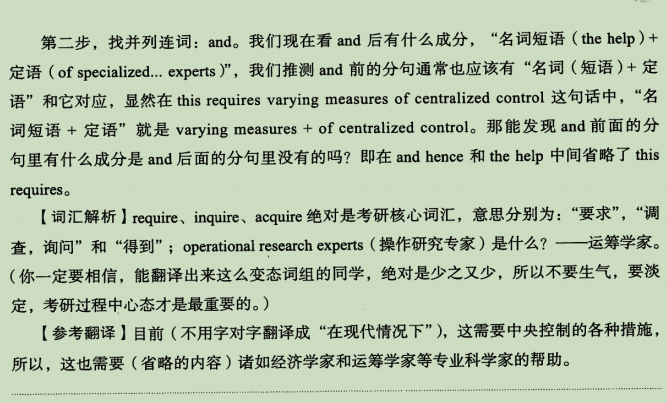 第二步，找并列连词：and。我们现在看 and 后有什么成分，“名词短语（the help）+
定语（of specialized... experts）”，我们推测 and 前的分句通常也应该有“名词（短语）+ 定
语”和它对应，显然在 this requires varying measures of centralized control 这句话中，“名
词短语 + 定语”就是 varying measures + of centralized control。那能发现 and 前面的分
句里有什么成分是 and 后面的分句里没有的吗？即在 and hence 和 the help 中间省略了 this
requires。
【词汇解析】require、inquire、acquire 绝对是考研核心词汇，意思分别为：“要求”，“调
查，询问”和“得到”；operational research experts（操作研究专家）是什么？——运筹学家。
（你一定要相信，能翻译出来这么变态词组的同学，绝对是少之又少，所以不要生气，要淡
定，考研过程中心态才是最重要的。）
【参考翻译】目前（不用字对字翻译成“在现代情况下”），这需要中央控制的各种措施，
所以，这也需要（省略的内容）诸如经济学家和运筹学家等专业科学家的帮助。